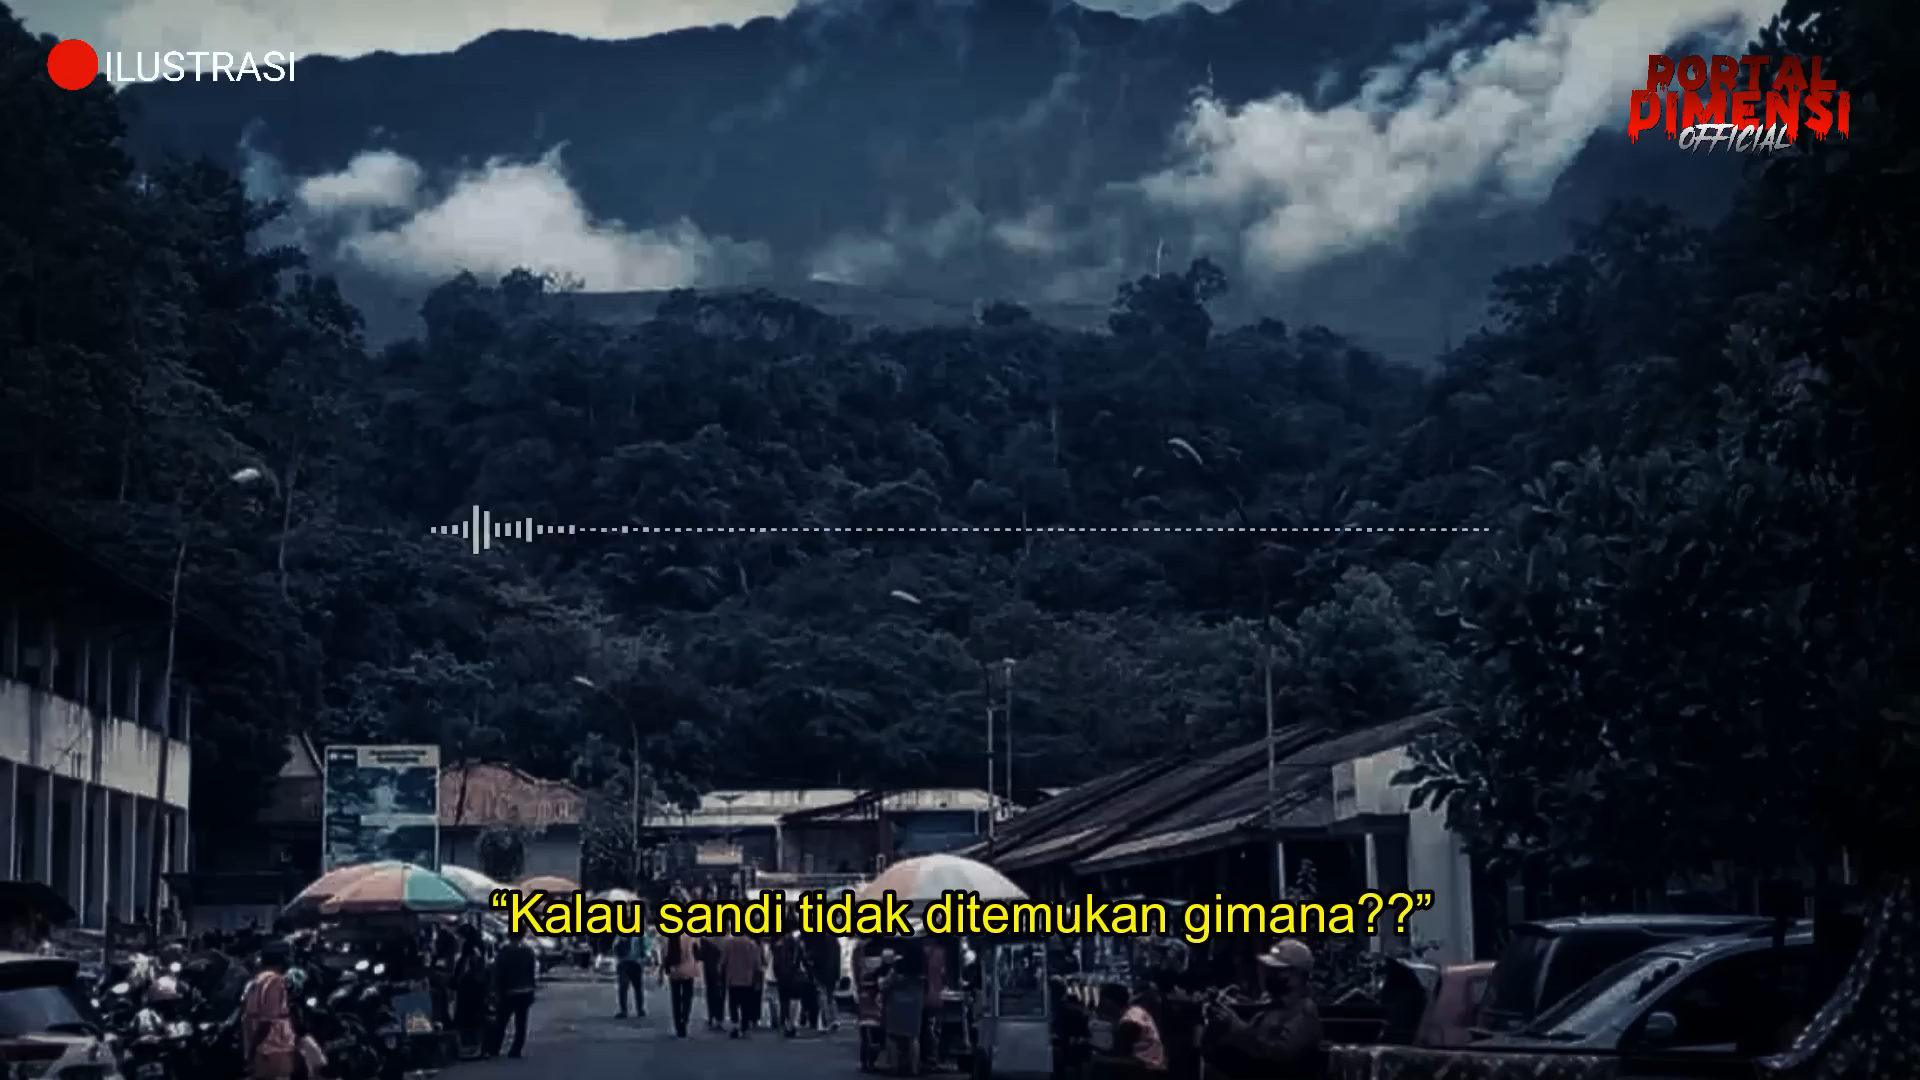 ILUSTRASI
PORTAL
DIMENSI
OFFICIAL
“Kalau sandi tidak ditemukan gimana??”